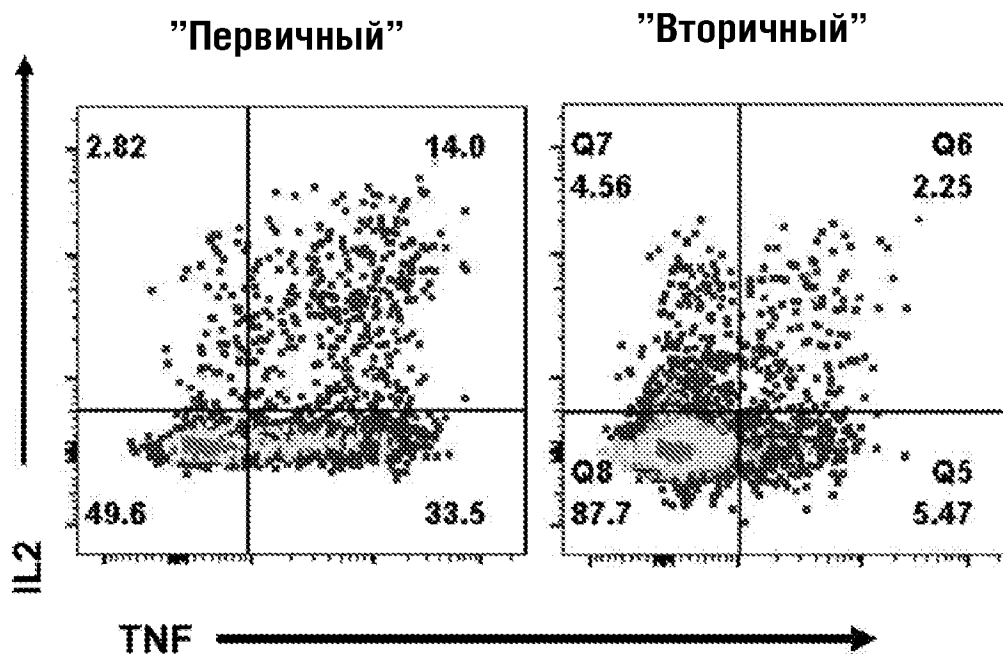 ”Первичный”
”Вторичный”
2.82
14.0
49.6
33.5
Q7
4.56
Q6
2.25
Q8
87.7
Q5
5.47
IL2
TNF